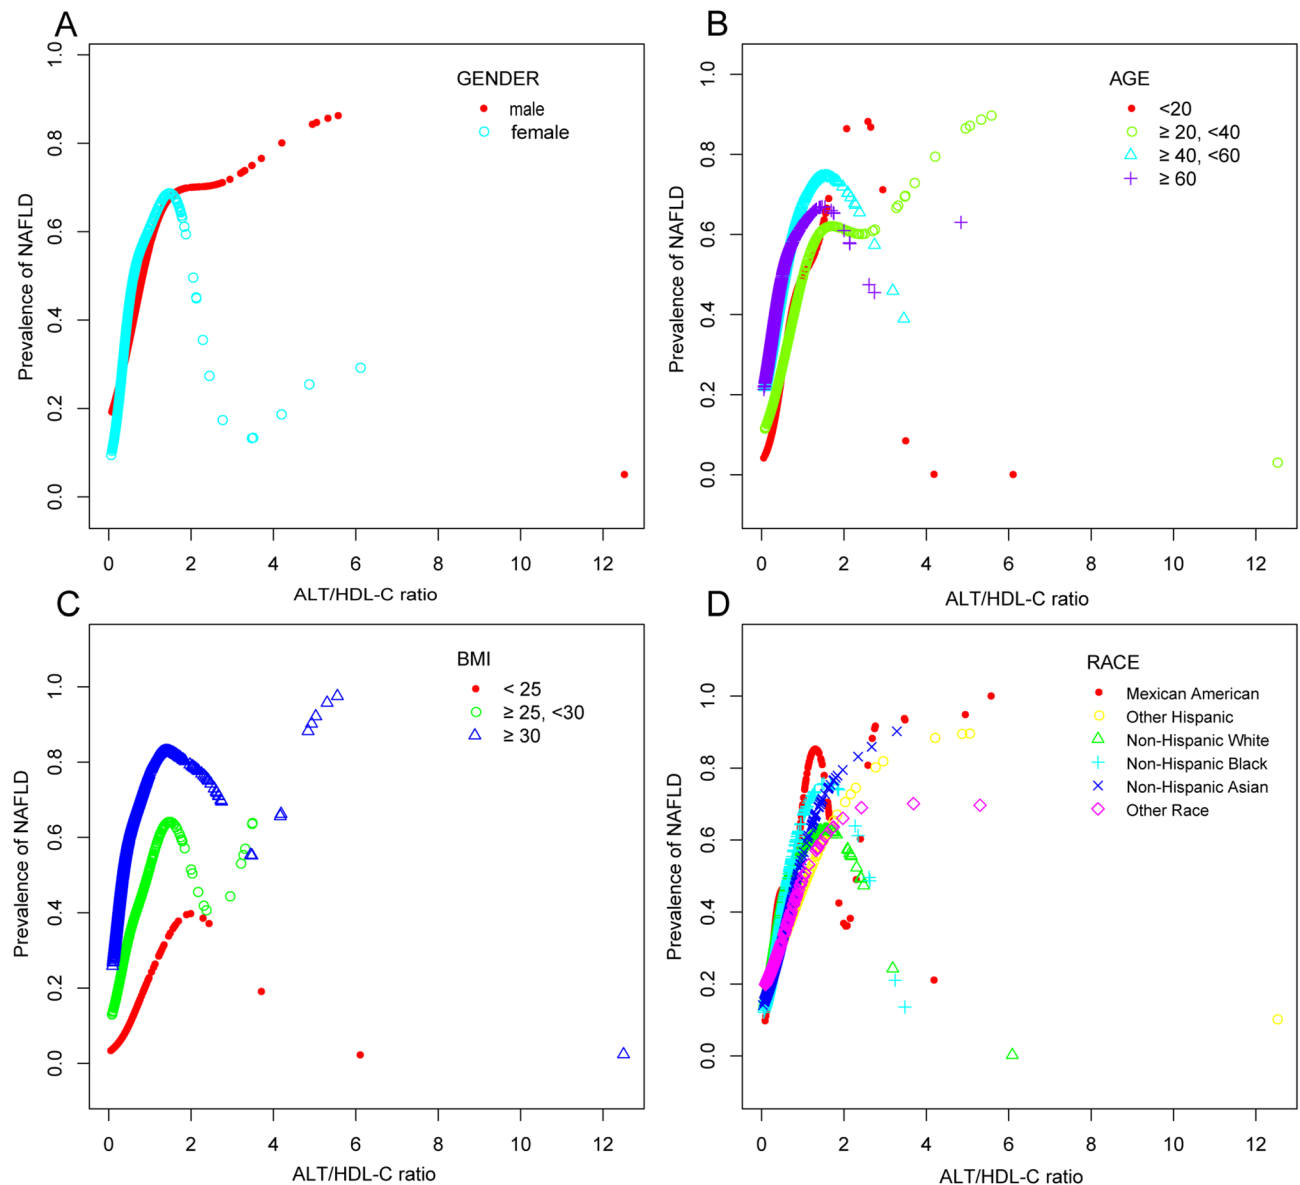 A
GENDER
male
female
Prevalence of NAFLD
1.0
0.8
0.6
0.4
0.2
0.0
0 2 4 6 8 10 12
ALT/HDL-C ratio
B
AGE
<20
≥ 20, <40
≥ 40, <60
≥ 60
Prevalence of NAFLD
1.0
0.8
0.6
0.4
0.2
0.0
0 2 4 6 8 10 12
ALT/HDL-C ratio
C
BMI
< 25
≥ 25, <30
≥ 30
Prevalence of NAFLD
1.0
0.8
0.6
0.4
0.2
0.0
0 2 4 6 8 10 12
ALT/HDL-C ratio
D
RACE
Mexican American
Other Hispanic
Non-Hispanic White
Non-Hispanic Black
Non-Hispanic Asian
Other Race
Prevalence of NAFLD
1.0
0.8
0.6
0.4
0.2
0.0
0 2 4 6 8 10 12
ALT/HDL-C ratio